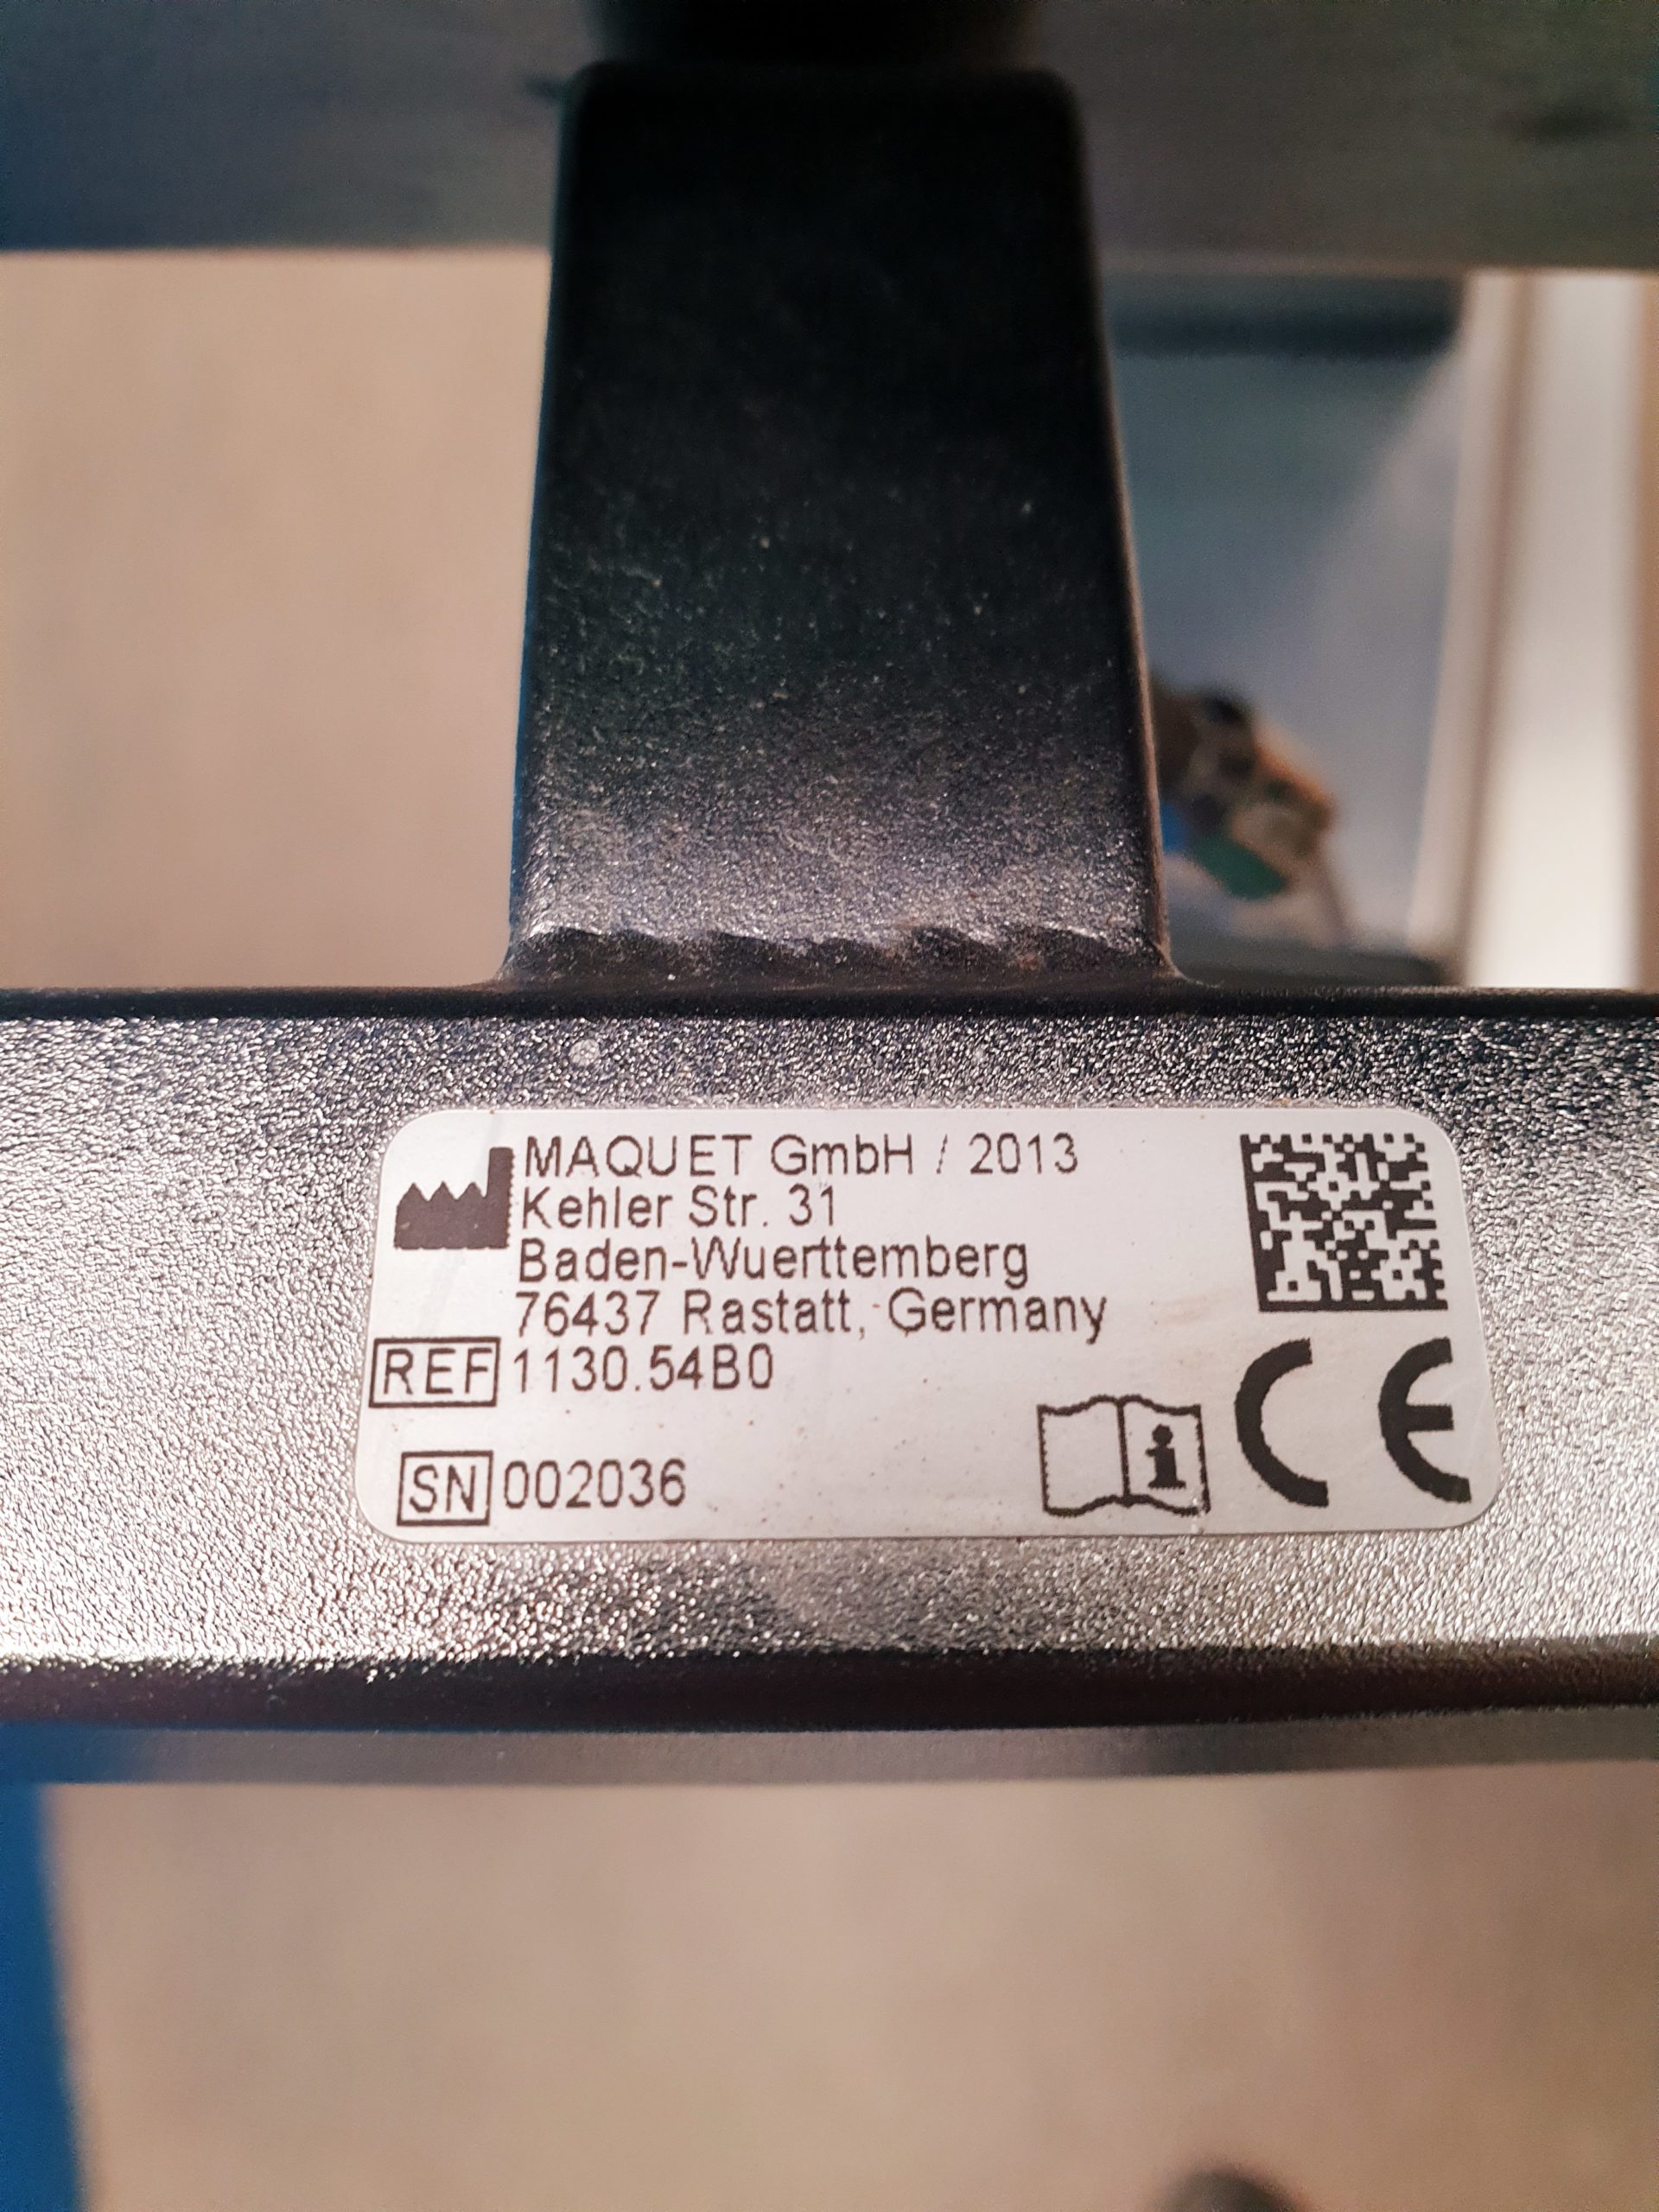 MAQUET GmbH / 2013
Kehler Str. 31
Baden-Wuerttemberg
76437 Rastatt, Germany
REF 1130.54B0
SN 002036
i
CE